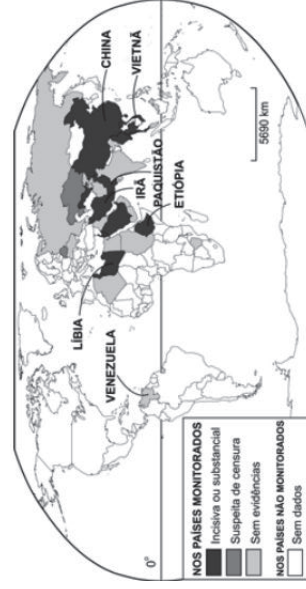 CHINA
VIETNÃ
IRÃ
PAQUISTÃO
ETIÓPIA
LÍBIA
VENEZUELA
0°
5690 km
NOS PAÍSES MONITORADOS
Incisiva ou substancial
Suspeita de censura
Sem evidências
NOS PAÍSES NÃO MONITORADOS
Sem dados